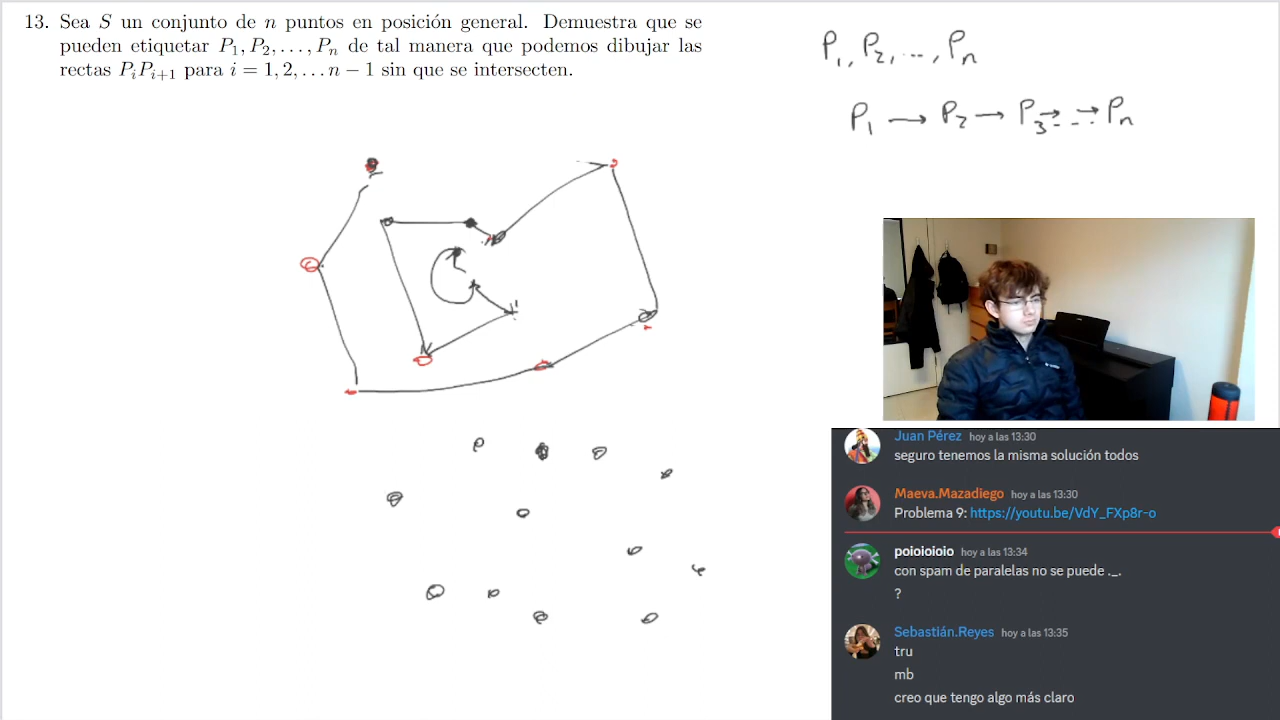 13. Sea S un conjunto de n puntos en posición general. Demuestra que se
pueden etiquetar P₁, P₂, . . . , Pₙ de tal manera que podemos dibujar las
rectas PᵢPᵢ₊₁ para i = 1, 2, . . . n − 1 sin que se intersecten.
P₁, P₂, ..., Pₙ
P₁ → P₂ → P₃ → ... → Pₙ
Juan Pérez hoy a las 13:30
seguro tenemos la misma solución todos
Maeva.Mazadiego hoy a las 13:30
Problema 9: https://youtu.be/VdY_FXp8r-o
poioioioio hoy a las 13:34
con spam de paralelas no se puede ._.
?
Sebastián.Reyes hoy a las 13:35
tru
mb
creo que tengo algo más claro